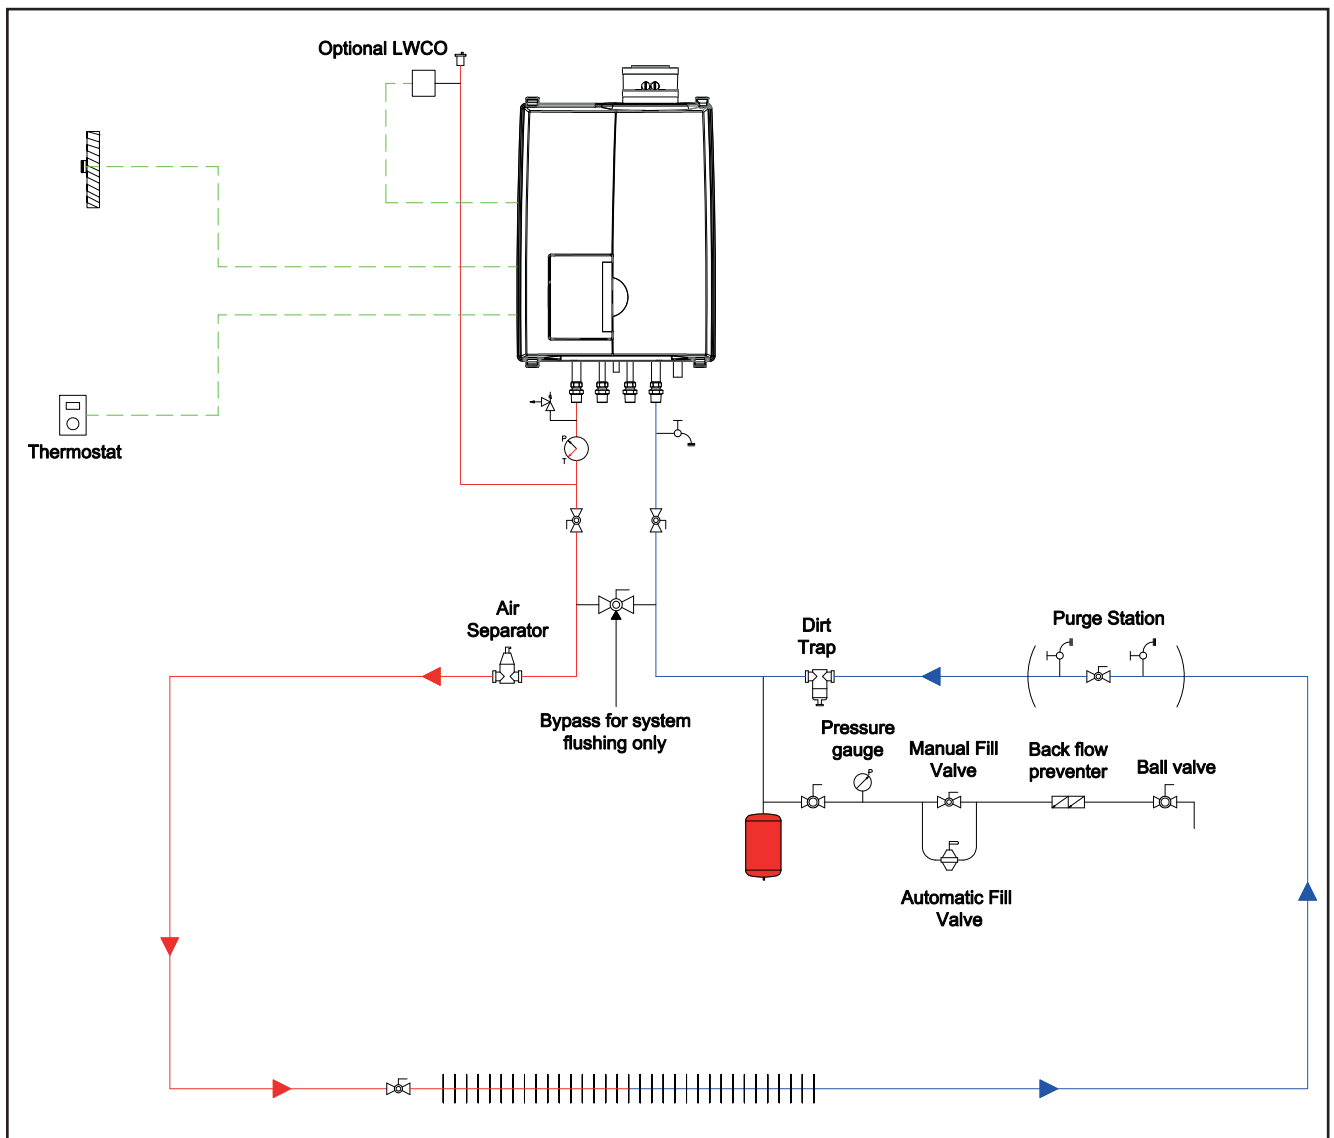 Optional LWCO
Thermostat
P
T
Air
Separator
Bypass for system
flushing only
Dirt
Trap
Purge Station
Pressure
gauge
P
Manual Fill
Valve
Back flow
preventer
Ball valve
Automatic Fill
Valve